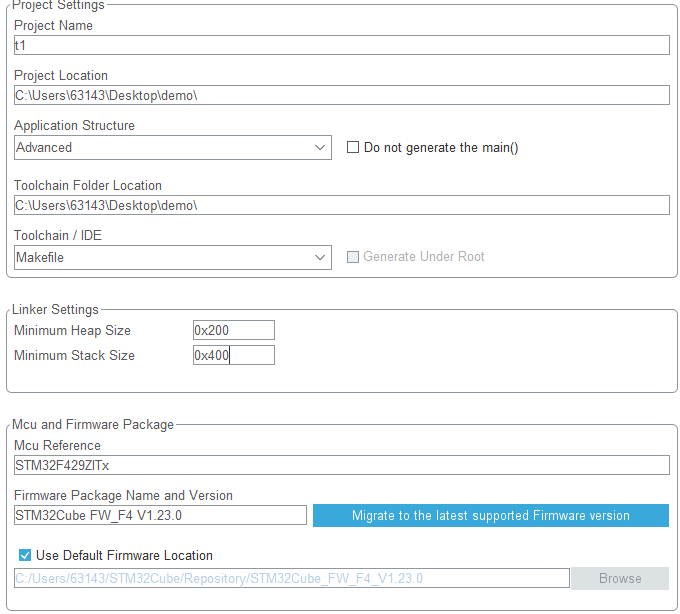 Project Settings
Project Name
t1
Project Location
C:\Users\63143\Desktop\demo\
Application Structure
Advanced
Do not generate the main()
Toolchain Folder Location
C:\Users\63143\Desktop\demo\
Toolchain / IDE
Makefile
Generate Under Root
Linker Settings
Minimum Heap Size 0x200
Minimum Stack Size 0x400
Mcu and Firmware Package
Mcu Reference
STM32F429ZITx
Firmware Package Name and Version
STM32Cube FW_F4 V1.23.0
Migrate to the latest supported Firmware version
Use Default Firmware Location
C:/Users/63143/STM32Cube/Repository/STM32Cube_FW_F4_V1.23.0
Browse